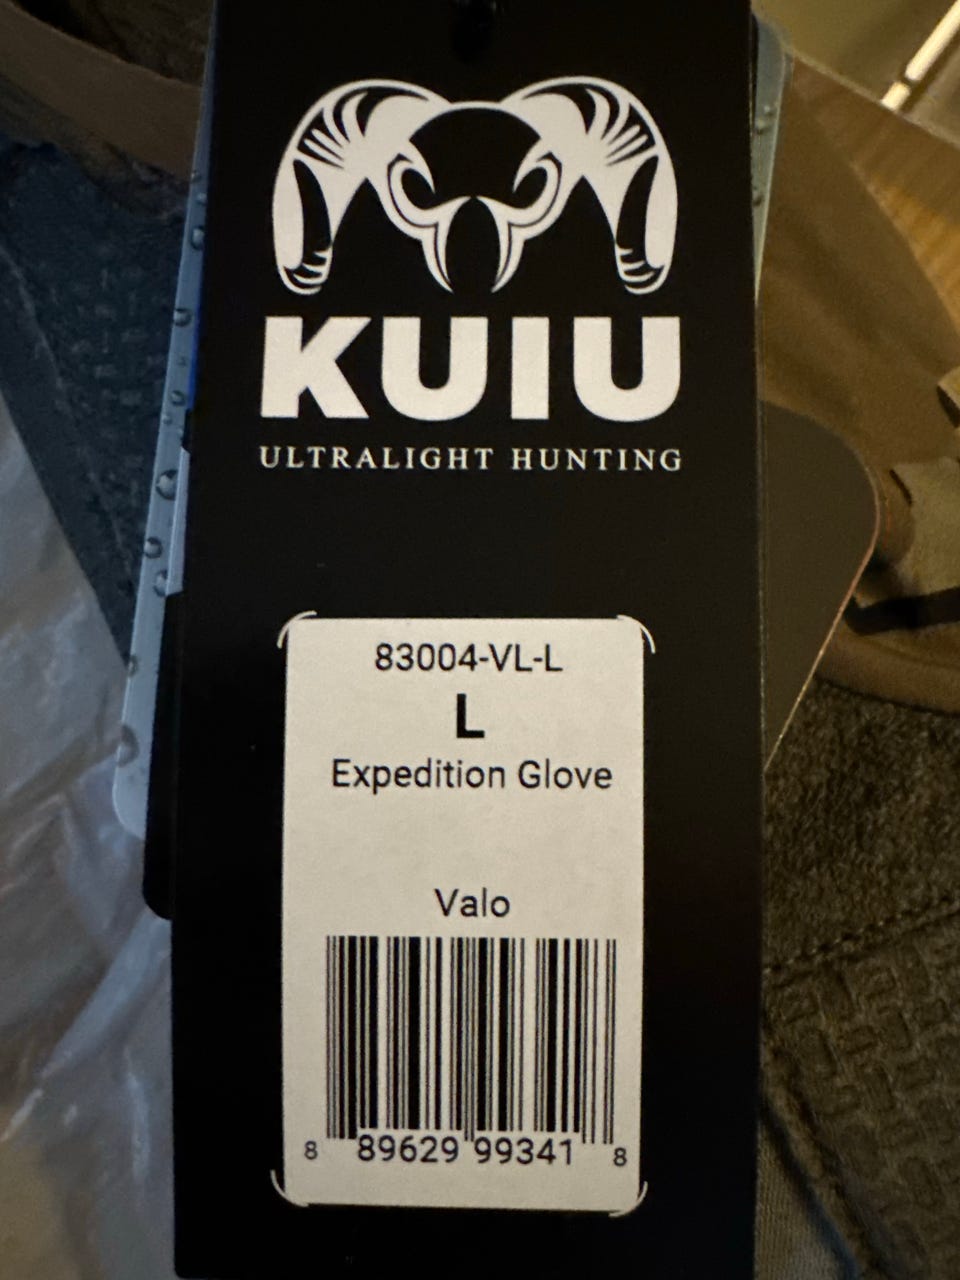 KUIU
ULTRALIGHT HUNTING
83004-VL-L
L
Expedition Glove
Valo
8 89629 99341 8